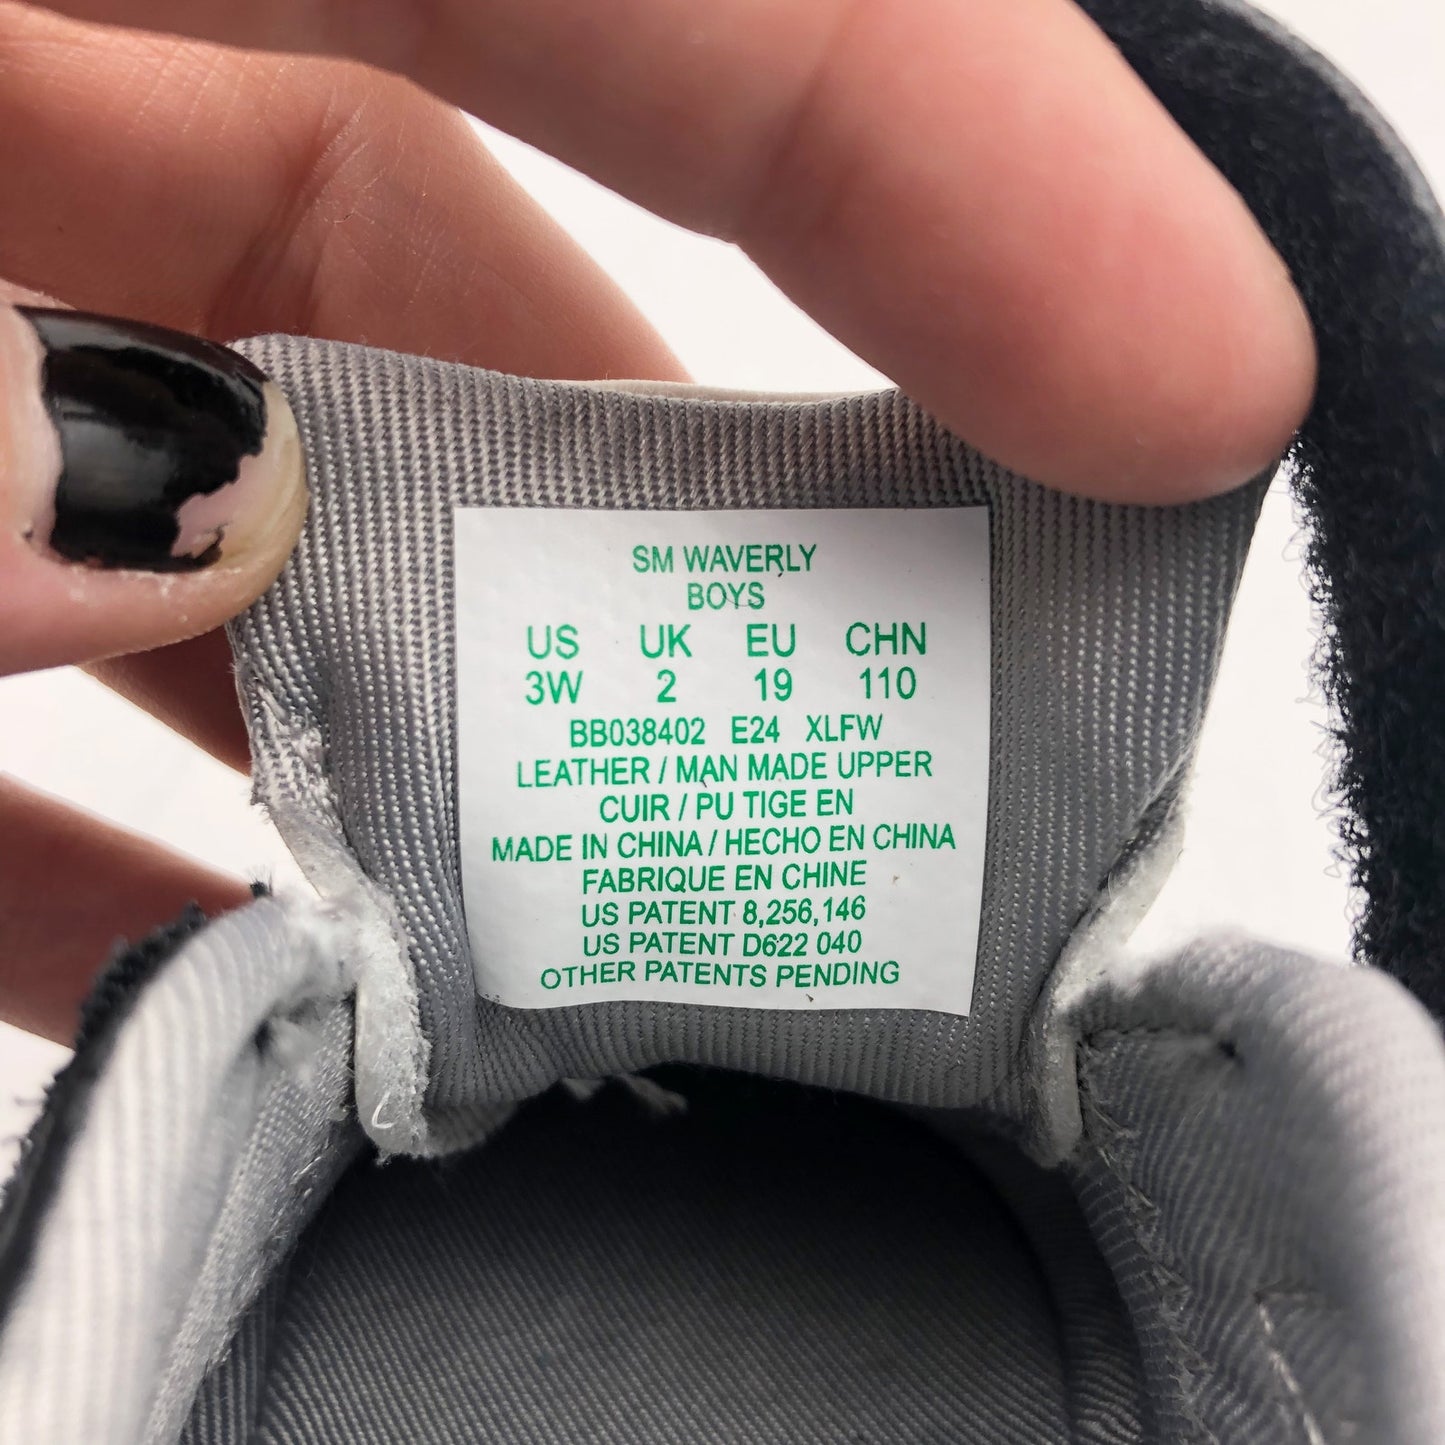 SM WAVERLY
BOYS
US UK EU CHN
3W 2 19 110
BB038402 E24 XLFW
LEATHER / MAN MADE UPPER
CUIR / PU TIGE EN
MADE IN CHINA / HECHO EN CHINA
FABRIQUE EN CHINE
US PATENT 8,256,146
US PATENT D622 040
OTHER PATENTS PENDING